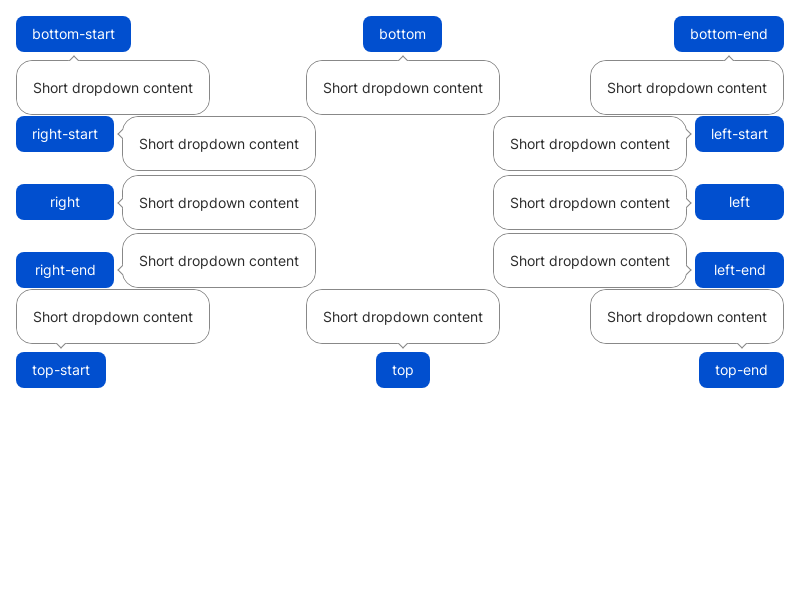 bottom-start
bottom
bottom-end
Short dropdown content
Short dropdown content
Short dropdown content
right-start
Short dropdown content
Short dropdown content
left-start
right
Short dropdown content
Short dropdown content
left
right-end
Short dropdown content
Short dropdown content
left-end
Short dropdown content
Short dropdown content
Short dropdown content
top-start
top
top-end